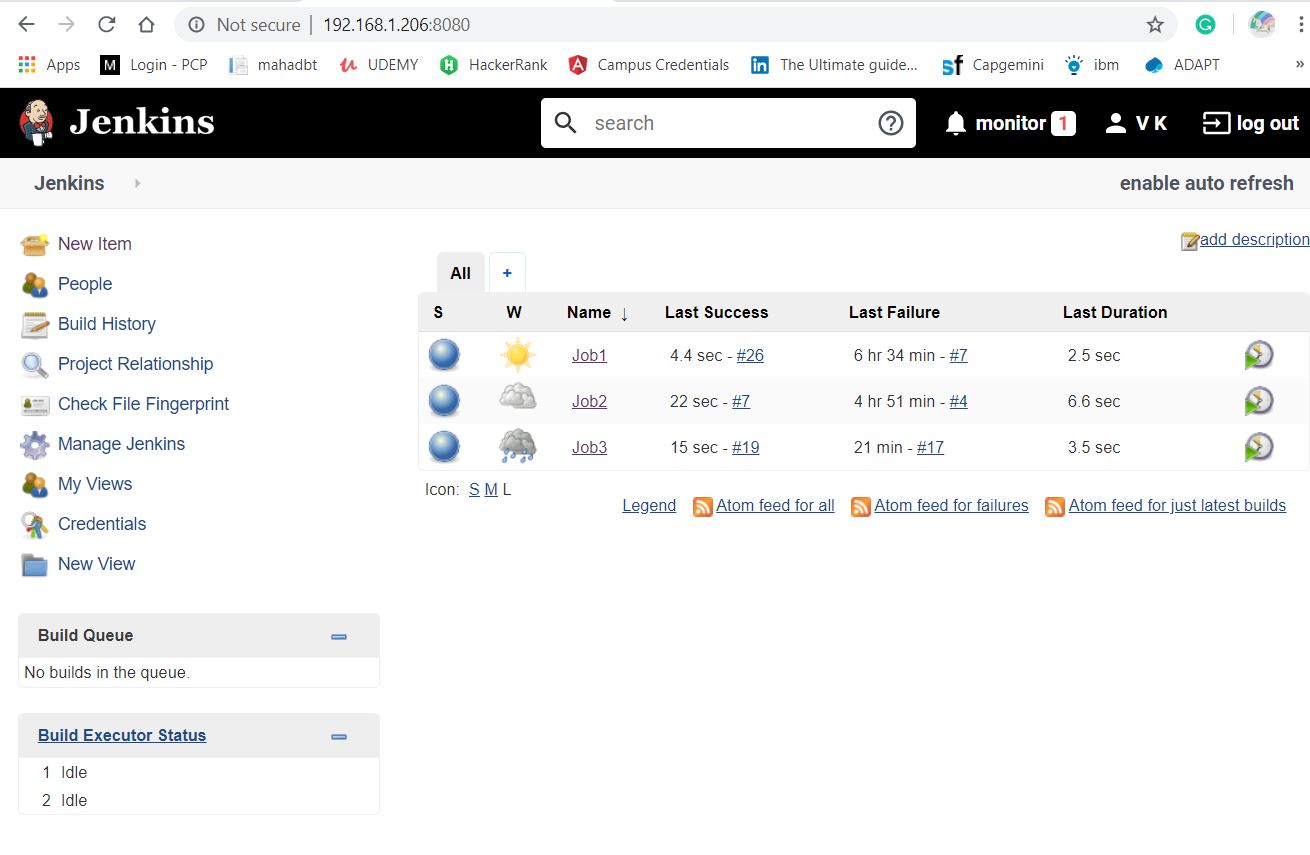 Not secure | 192.168.1.206:8080
Apps M Login - PCP mahadbt UDEMY HackerRank Campus Credentials in The Ultimate guide... sf Capgemini ibm ADAPT »
Jenkins search monitor 1 V K log out
Jenkins enable auto refresh
add description
New Item
People
Build History
Project Relationship
Check File Fingerprint
Manage Jenkins
My Views
Credentials
New View
All +
S W Name ↓ Last Success Last Failure Last Duration
Job1 4.4 sec - #26 6 hr 34 min - #7 2.5 sec
Job2 22 sec - #7 4 hr 51 min - #4 6.6 sec
Job3 15 sec - #19 21 min - #17 3.5 sec
Icon: S M L
Legend Atom feed for all Atom feed for failures Atom feed for just latest builds
Build Queue
No builds in the queue.
Build Executor Status
1 Idle
2 Idle